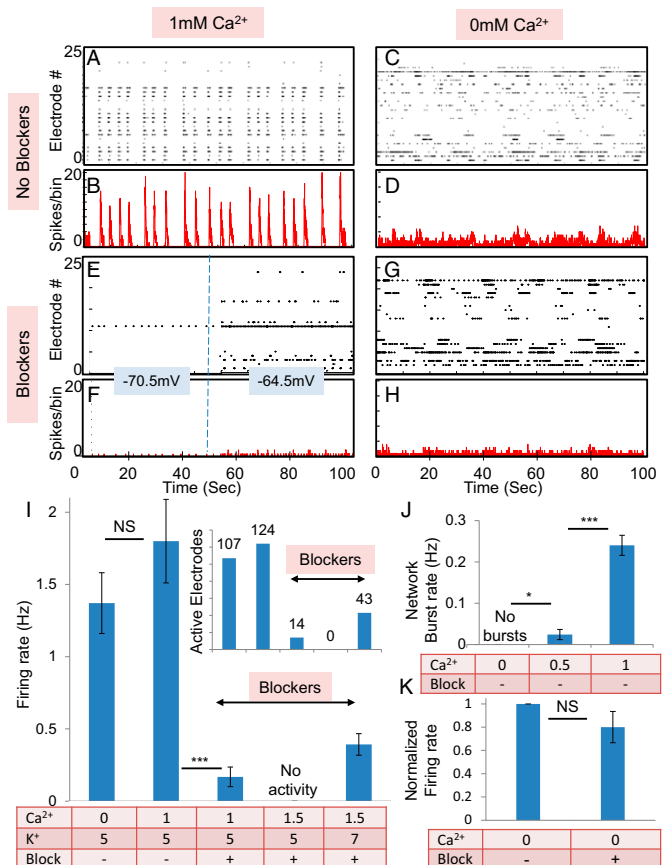 1mM Ca²⁺
0mM Ca²⁺
No Blockers
Blockers
A
25
Electrode #
0
C
B
20
Spikes/bin
0
D
E
25
Electrode #
0
G
-70.5mV
-64.5mV
F
20
Spikes/bin
0
H
0 20 40 60 80 100
Time (Sec)
0 20 40 60 80 100
Time (Sec)
I
2
1.5
1
0.5
0
Firing rate (Hz)
NS
***
Blockers
No activity
Active Electrodes
107
124
14
0
43
Blockers
Ca²⁺ 0 1 1 1.5 1.5
K⁺ 5 5 5 5 7
Block - - + + +
J
0.3
0.2
0.1
0
Network
Burst rate (Hz)
No bursts
*
***
Ca²⁺ 0 0.5 1
Block - - -
K
1
0.8
0.6
0.4
0.2
0
Normalized
Firing rate
NS
Ca²⁺ 0 0
Block - +